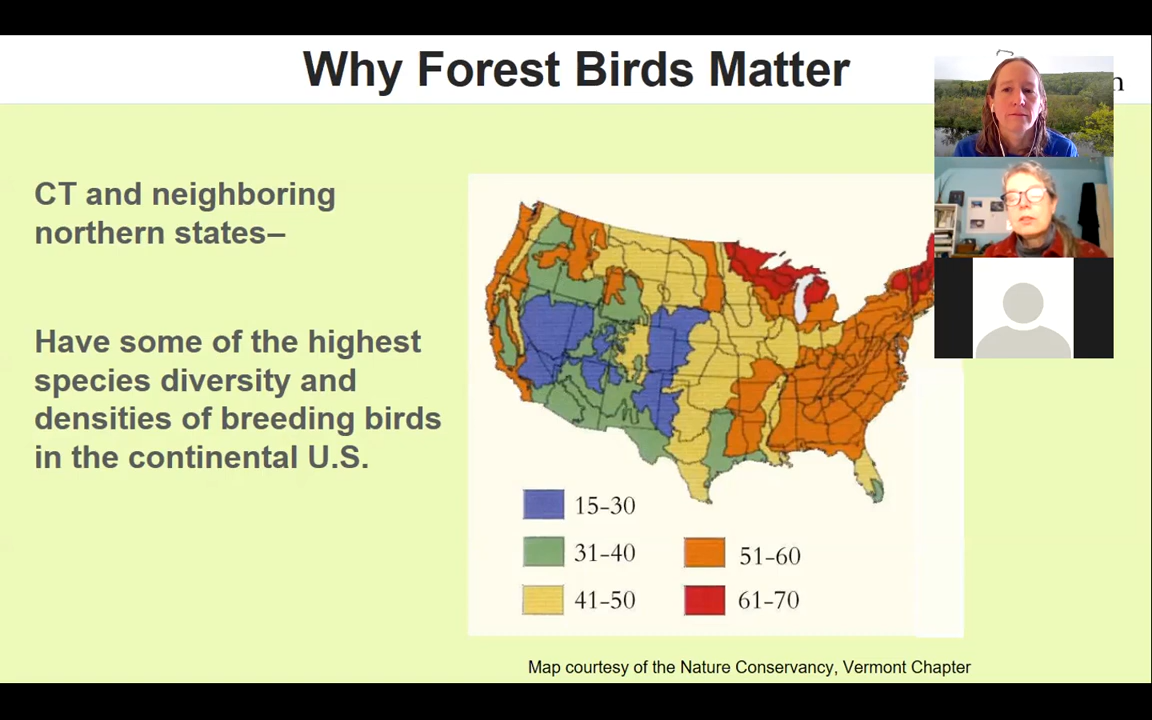 Why Forest Birds Matter
CT and neighboring
northern states–
Have some of the highest
species diversity and
densities of breeding birds
in the continental U.S.
15-30
31-40
51-60
41-50
61-70
Map courtesy of the Nature Conservancy, Vermont Chapter